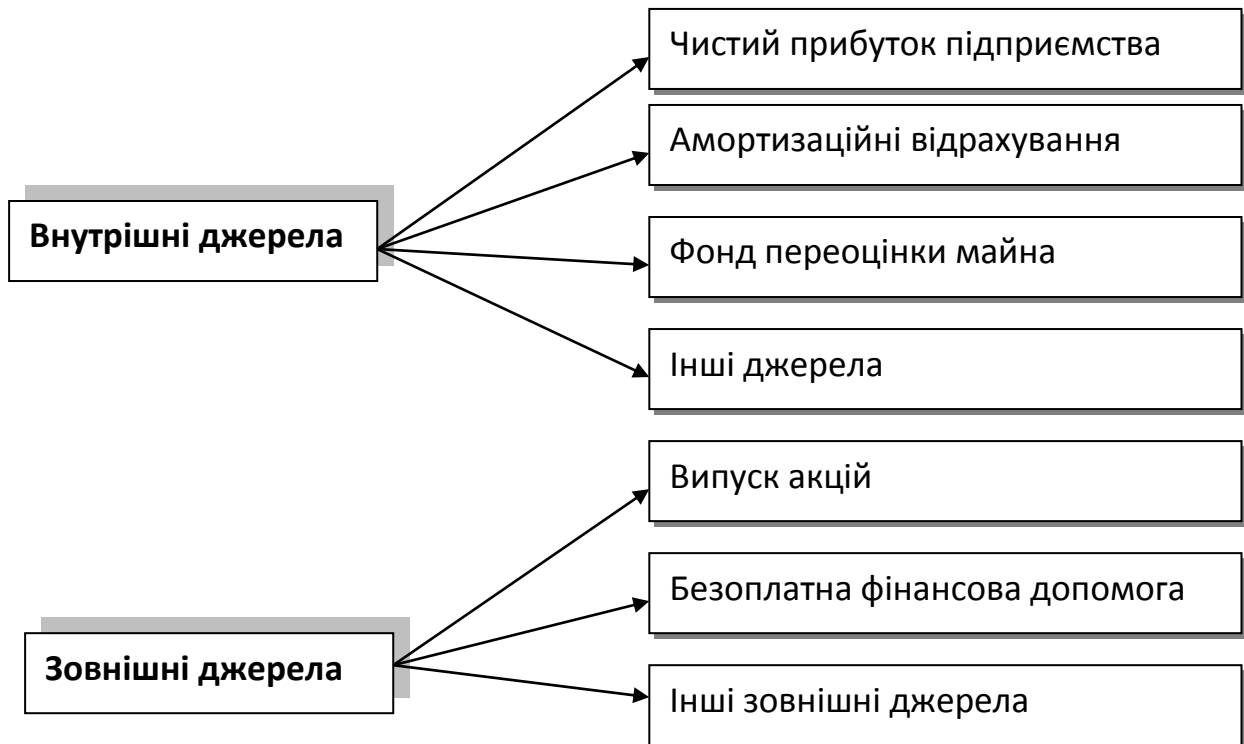 Внутрішні джерела
Чистий прибуток підприємства
Амортизаційні відрахування
Фонд переоцінки майна
Інші джерела
Зовнішні джерела
Випуск акцій
Безоплатна фінансова допомога
Інші зовнішні джерела